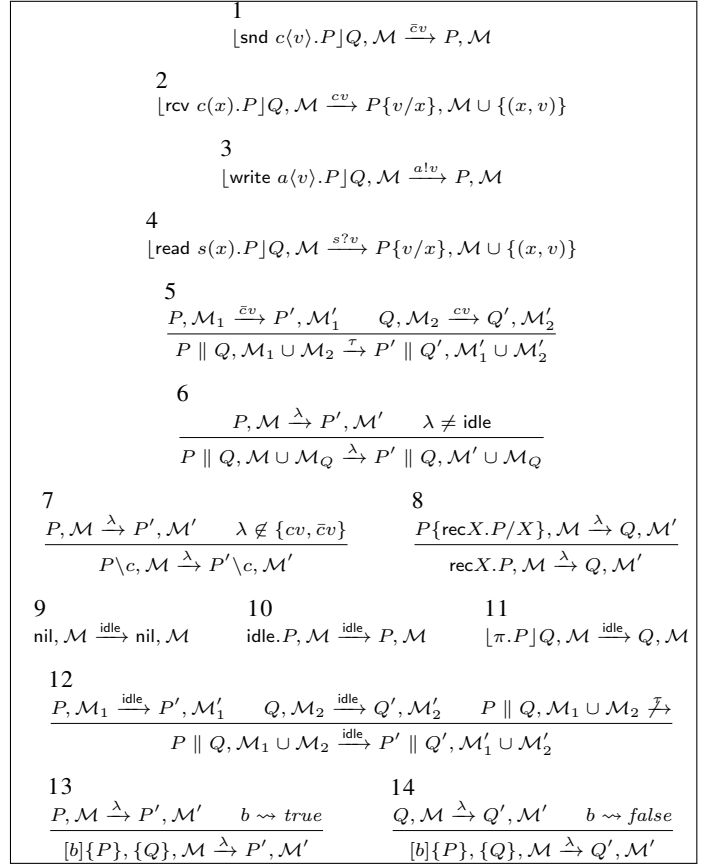 1
⌊snd c⟨v⟩.P⌋Q, ℳ —c̄v→ P, ℳ
2
⌊rcv c(x).P⌋Q, ℳ —cv→ P{v/x}, ℳ ∪ {(x, v)}
3
⌊write a⟨v⟩.P⌋Q, ℳ —a!v→ P, ℳ
4
⌊read s(x).P⌋Q, ℳ —s?v→ P{v/x}, ℳ ∪ {(x, v)}
5
P, ℳ₁ —c̄v→ P′, ℳ′₁ Q, ℳ₂ —cv→ Q′, ℳ′₂
P ∥ Q, ℳ₁ ∪ ℳ₂ —τ→ P′ ∥ Q′, ℳ′₁ ∪ ℳ′₂
6
P, ℳ —λ→ P′, ℳ′ λ ≠ idle
P ∥ Q, ℳ ∪ ℳ_Q —λ→ P′ ∥ Q, ℳ′ ∪ ℳ_Q
7 8
P, ℳ —λ→ P′, ℳ′ λ ∉ {cv, c̄v} P{recX.P/X}, ℳ —λ→ Q, ℳ′
P\c, ℳ —λ→ P′\c, ℳ′ recX.P, ℳ —λ→ Q, ℳ′
9 10 11
nil, ℳ —idle→ nil, ℳ idle.P, ℳ —idle→ P, ℳ ⌊π.P⌋Q, ℳ —idle→ Q, ℳ
12
P, ℳ₁ —idle→ P′, ℳ′₁ Q, ℳ₂ —idle→ Q′, ℳ′₂ P ∥ Q, ℳ₁ ∪ ℳ₂ —τ↛
P ∥ Q, ℳ₁ ∪ ℳ₂ —idle→ P′ ∥ Q′, ℳ′₁ ∪ ℳ′₂
13 14
P, ℳ —λ→ P′, ℳ′ b ⇝ true Q, ℳ —λ→ Q′, ℳ′ b ⇝ false
[b]{P}, {Q}, ℳ —λ→ P′, ℳ′ [b]{P}, {Q}, ℳ —λ→ Q′, ℳ′